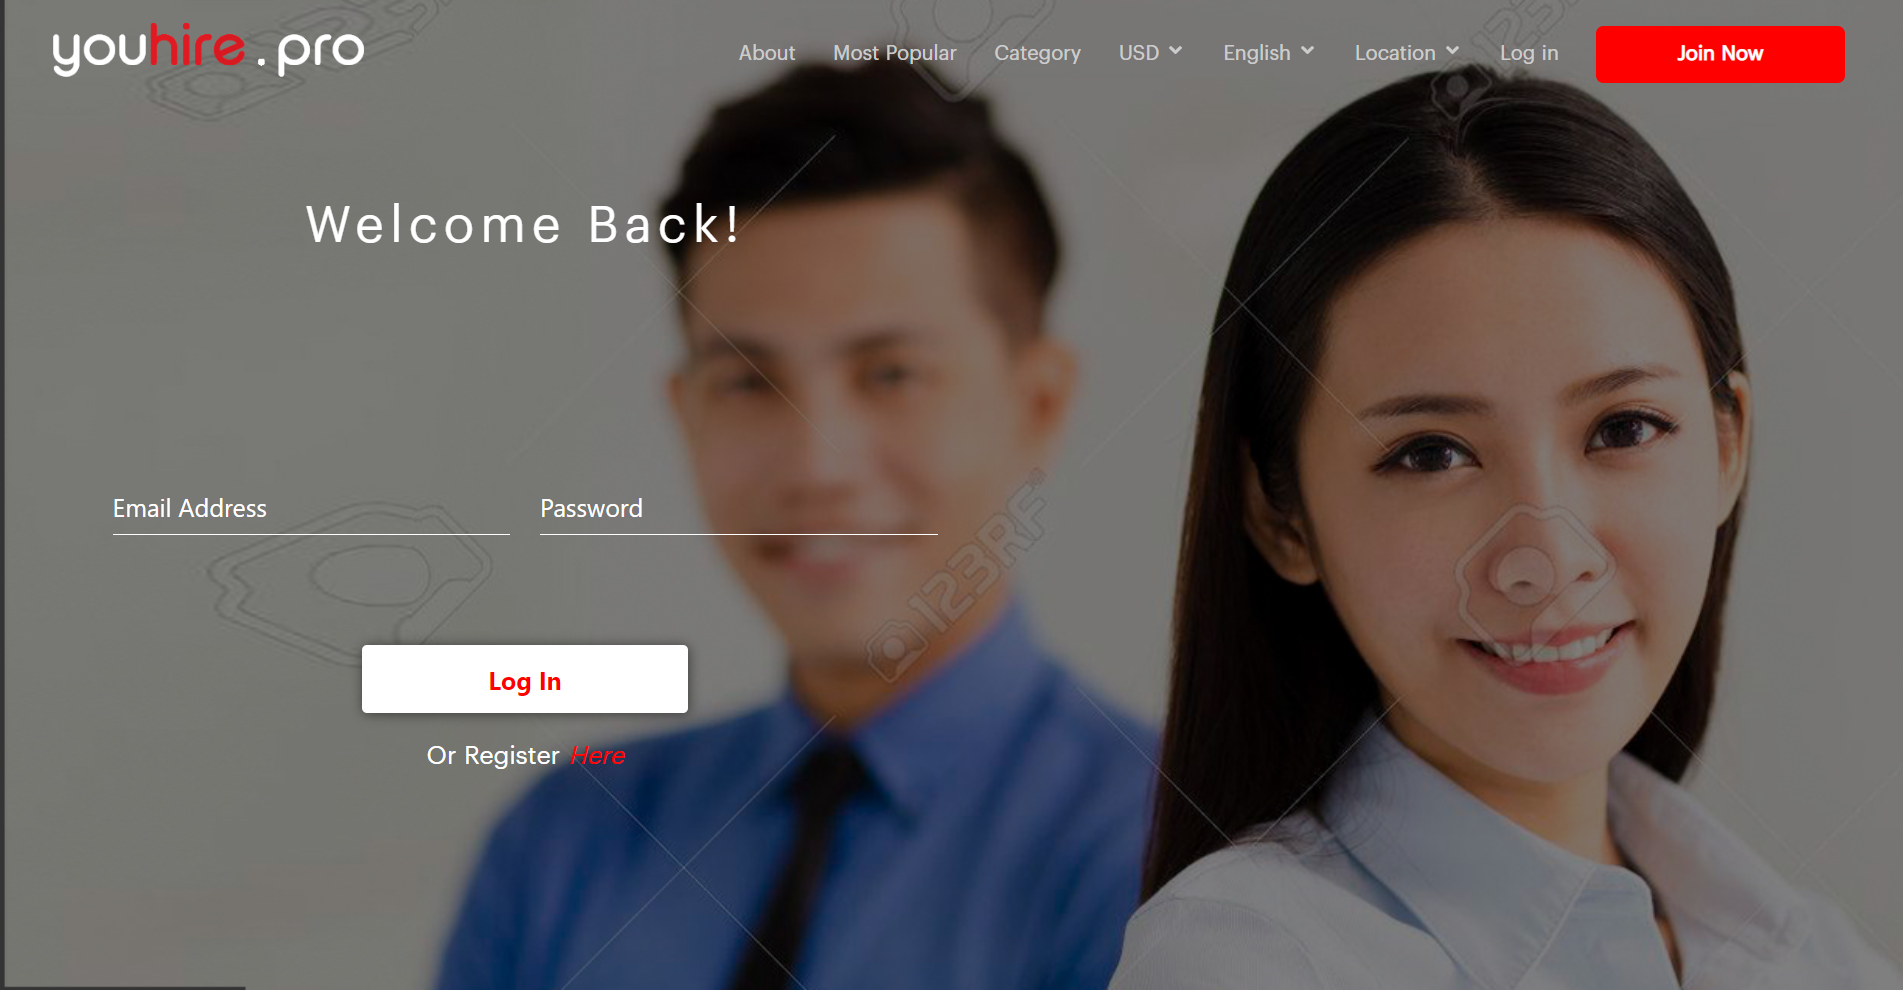 youhire.pro
About Most Popular Category USD English Location Log in Join Now
Welcome Back!
Email Address Password
Log In
Or Register Here
123RF
123RF